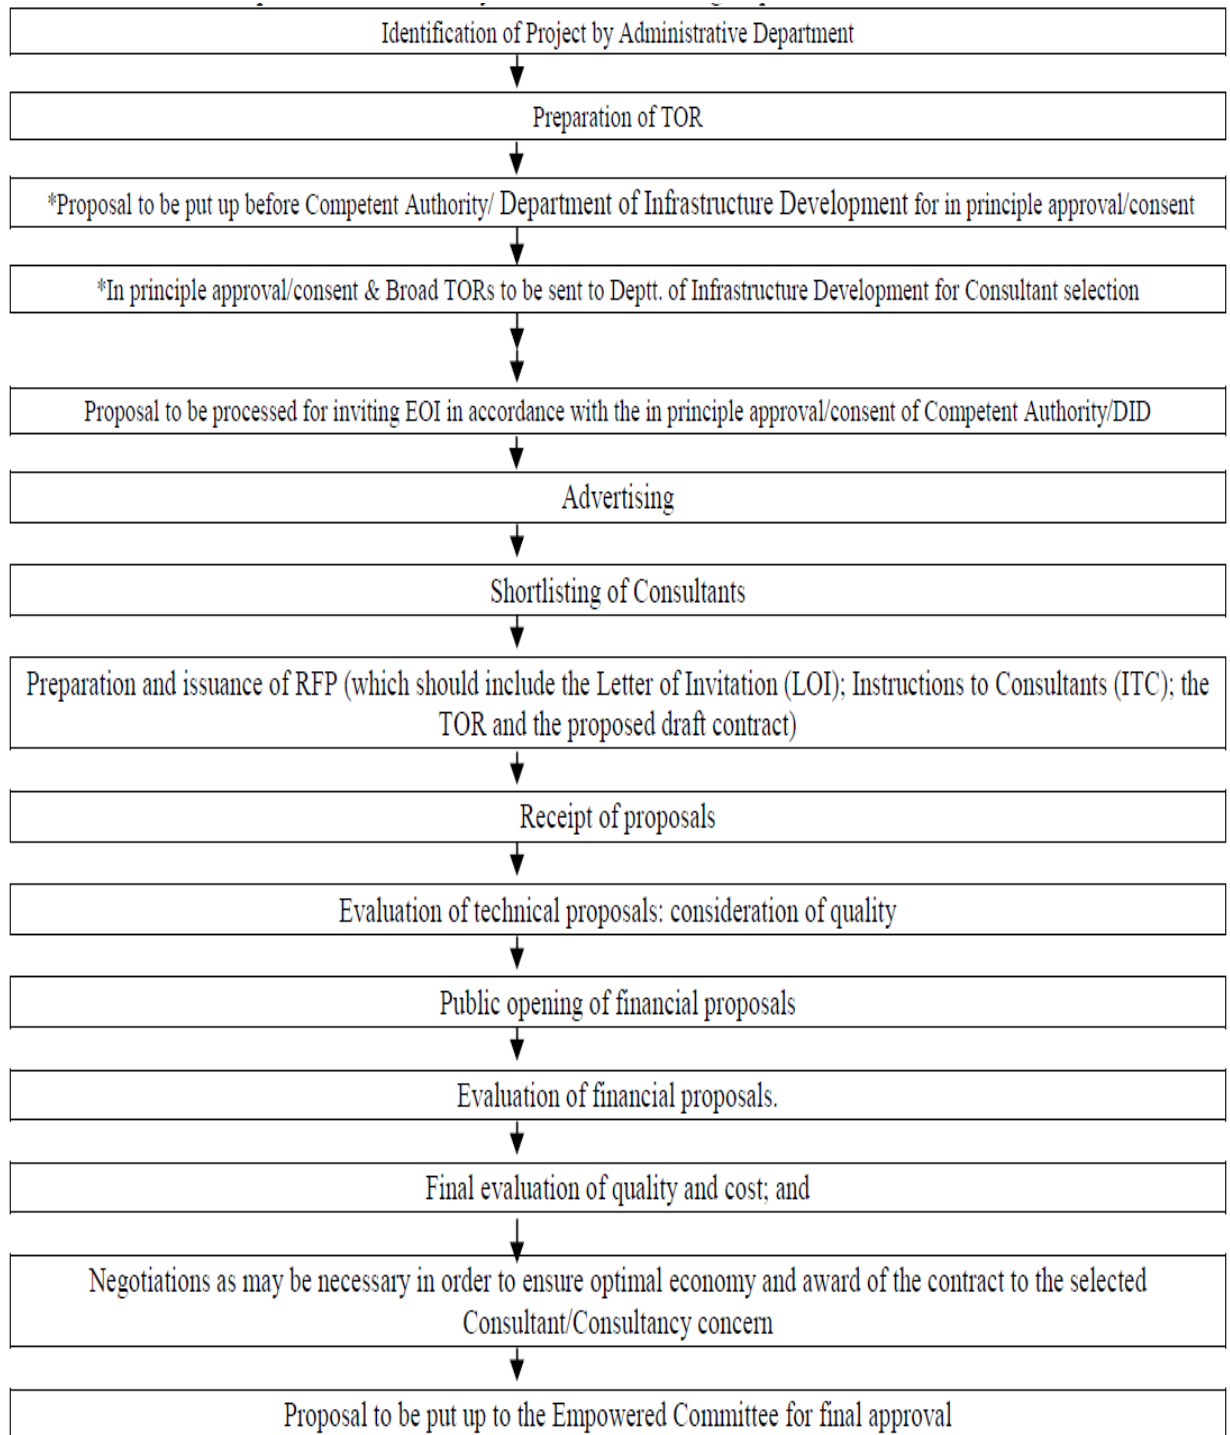 Identification of Project by Administrative Department
Preparation of TOR
*Proposal to be put up before Competent Authority/ Department of Infrastructure Development for in principle approval/consent
*In principle approval/consent & Broad TORs to be sent to Deptt. of Infrastructure Development for Consultant selection
Proposal to be processed for inviting EOI in accordance with the in principle approval/consent of Competent Authority/DID
Advertising
Shortlisting of Consultants
Preparation and issuance of RFP (which should include the Letter of Invitation (LOI); Instructions to Consultants (ITC); the
TOR and the proposed draft contract)
Receipt of proposals
Evaluation of technical proposals: consideration of quality
Public opening of financial proposals
Evaluation of financial proposals.
Final evaluation of quality and cost; and
Negotiations as may be necessary in order to ensure optimal economy and award of the contract to the selected
Consultant/Consultancy concern
Proposal to be put up to the Empowered Committee for final approval